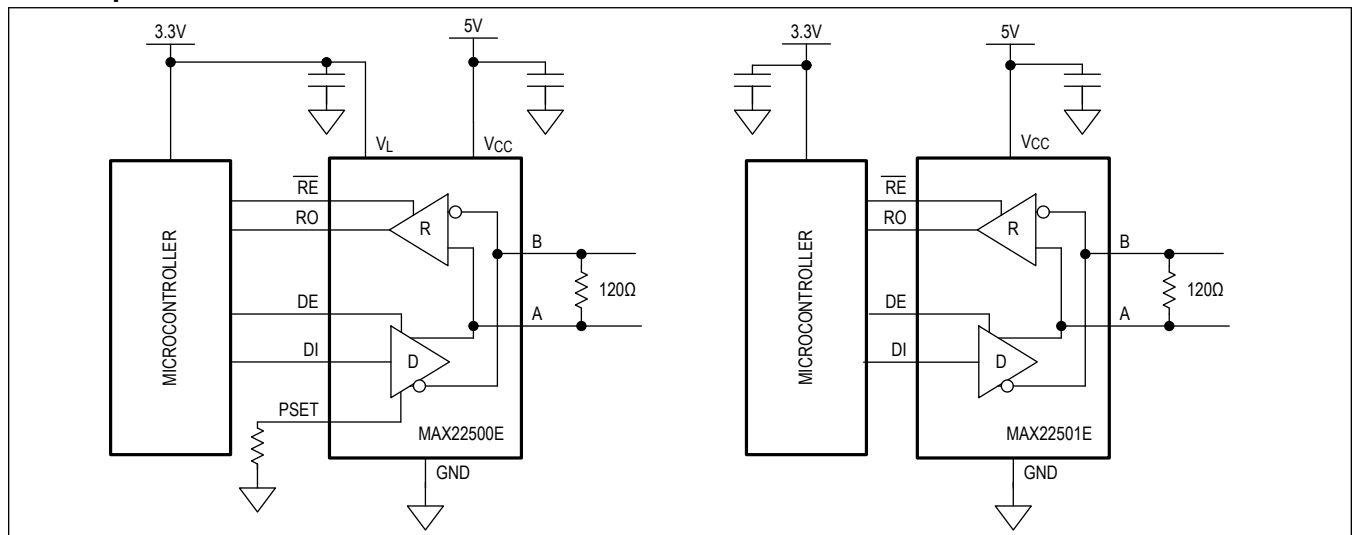 3.3V
5V
VL
VCC
MICROCONTROLLER
RE
RO
R
B
120Ω
DE
A
DI
D
PSET
MAX22500E
GND
3.3V
5V
VCC
MICROCONTROLLER
RE
RO
R
B
120Ω
DE
A
DI
D
MAX22501E
GND